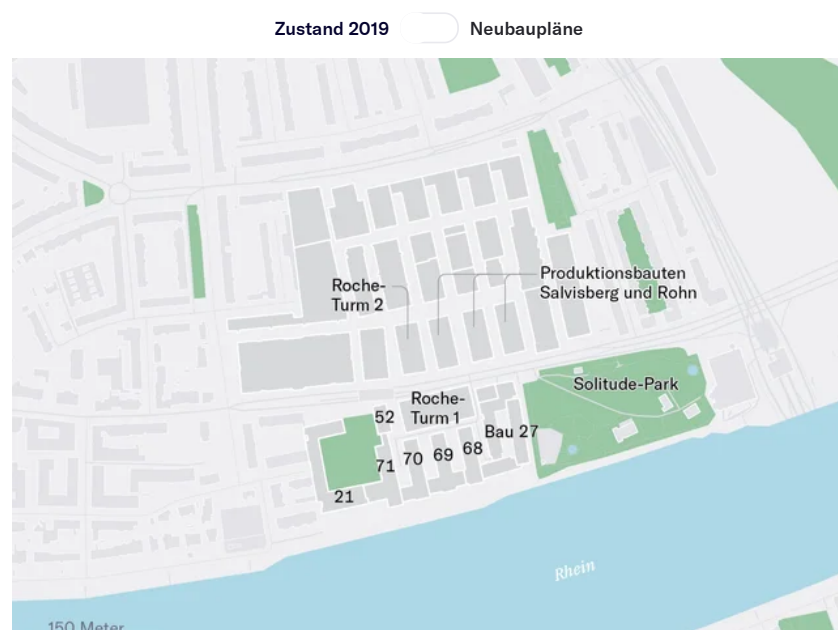 Zustand 2019
Neubaupläne
Roche-
Turm 2
Produktionsbauten
Salvisberg und Rohn
Solitude-Park
Roche-
Turm 1
52
Bau 27
71
70
69
68
21
Rhein
150 Meter